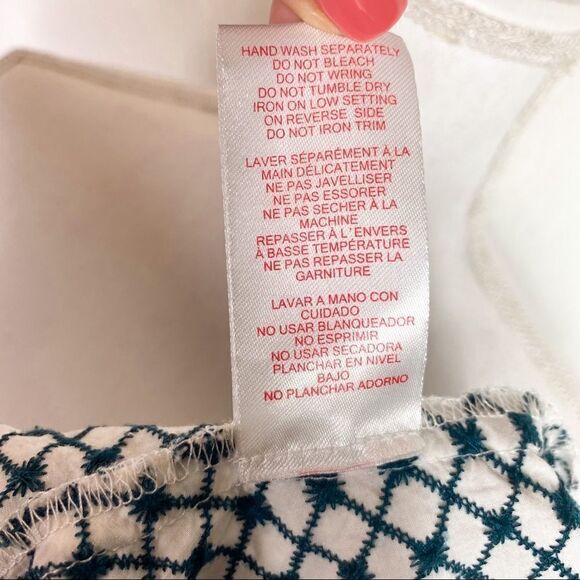 HAND WASH SEPARATELY
DO NOT BLEACH
DO NOT WRING
DO NOT TUMBLE DRY
IRON ON LOW SETTING
ON REVERSE SIDE
DO NOT IRON TRIM
LAVER SÉPARÉMENT À LA
MAIN DÉLICATEMENT
NE PAS JAVELLISER
NE PAS ESSORER
NE PAS SÉCHER À LA
MACHINE
REPASSER À L'ENVERS
À BASSE TEMPÉRATURE
NE PAS REPASSER LA
GARNITURE
LAVAR A MANO CON
CUIDADO
NO USAR BLANQUEADOR
NO ESPRIMIR
NO USAR SECADORA
PLANCHAR EN NIVEL
BAJO
NO PLANCHAR ADORNO